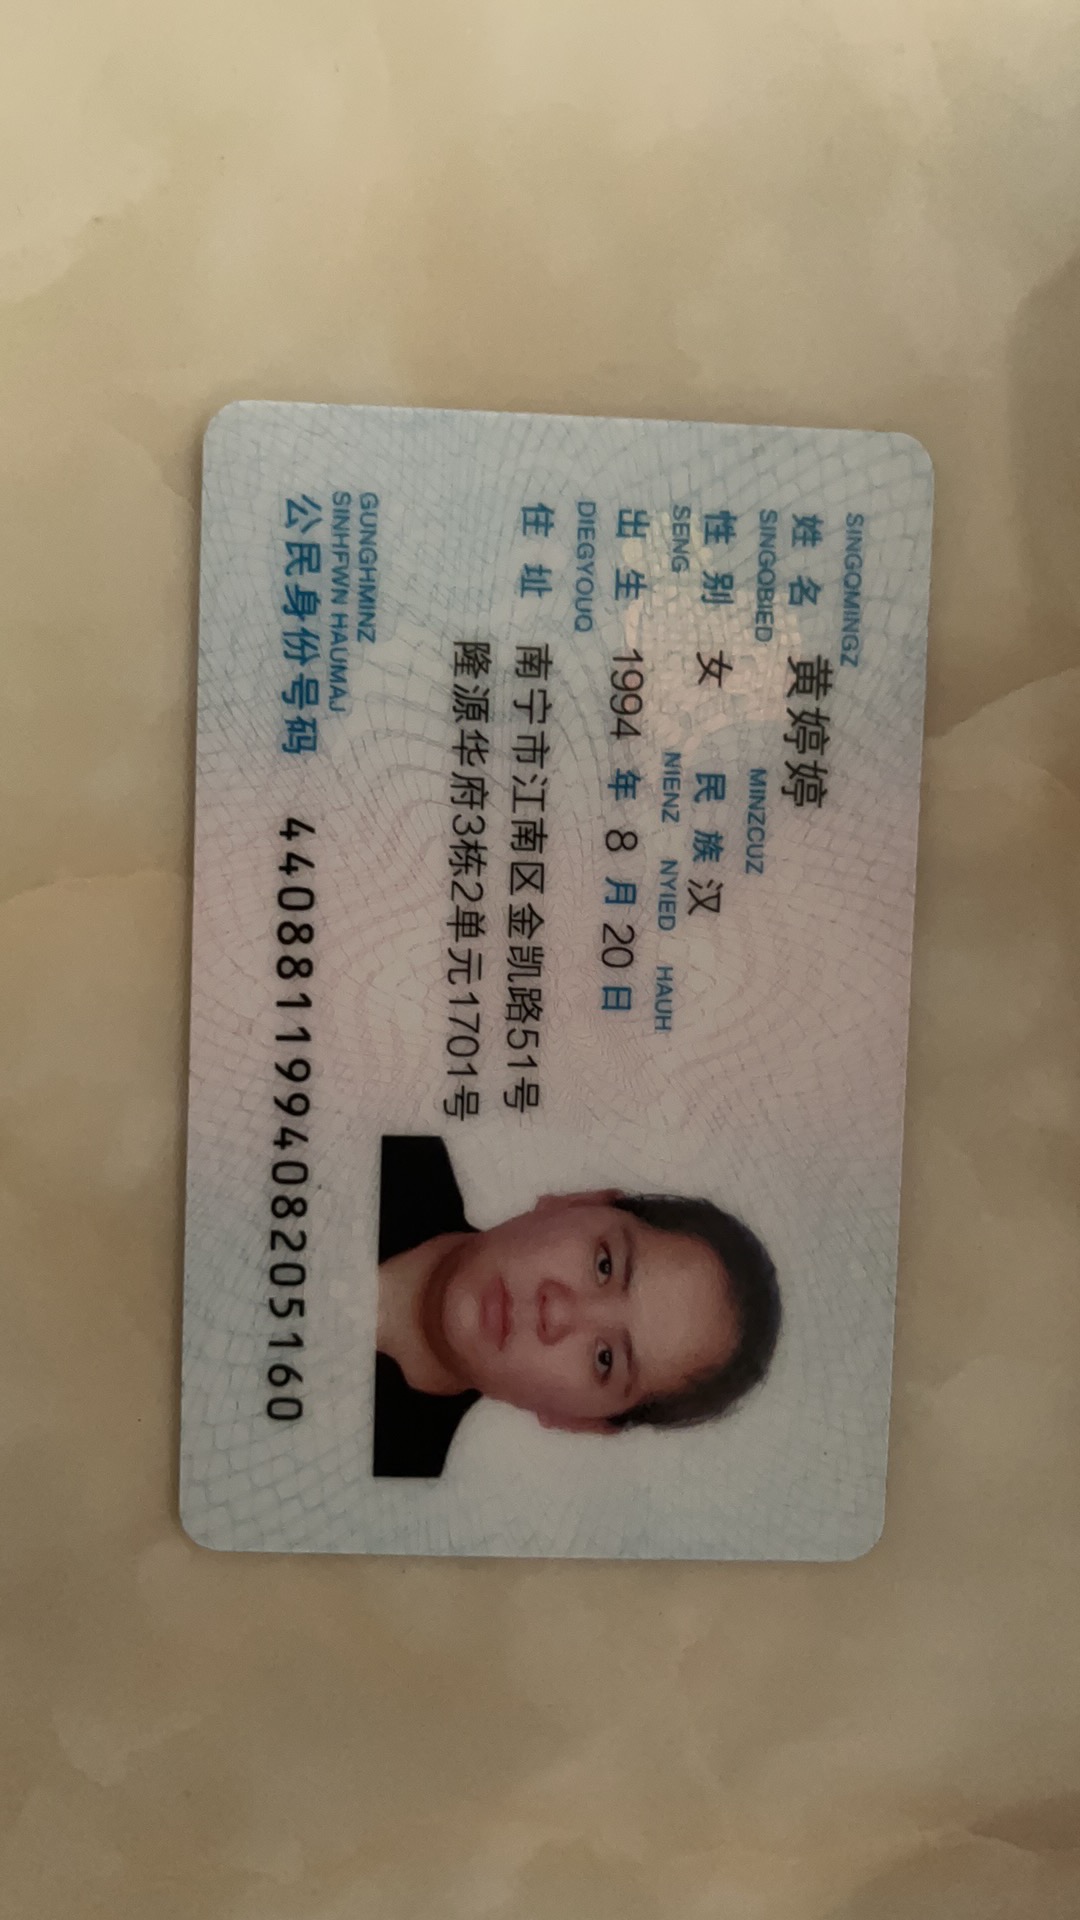 SINGQMINGZ
姓名 黄婷婷
SINGQBIED MINZCUZ
性别 女 民族 汉
SENG NIENZ NYIED HAUH
出生 1994 年 8 月 20 日
DIEGYOUQ
住址 南宁市江南区金凯路51号
隆源华府3栋2单元1701号
GUNGHMINZ
SINHFWN HAUMAJ
公民身份号码 440881199408205160